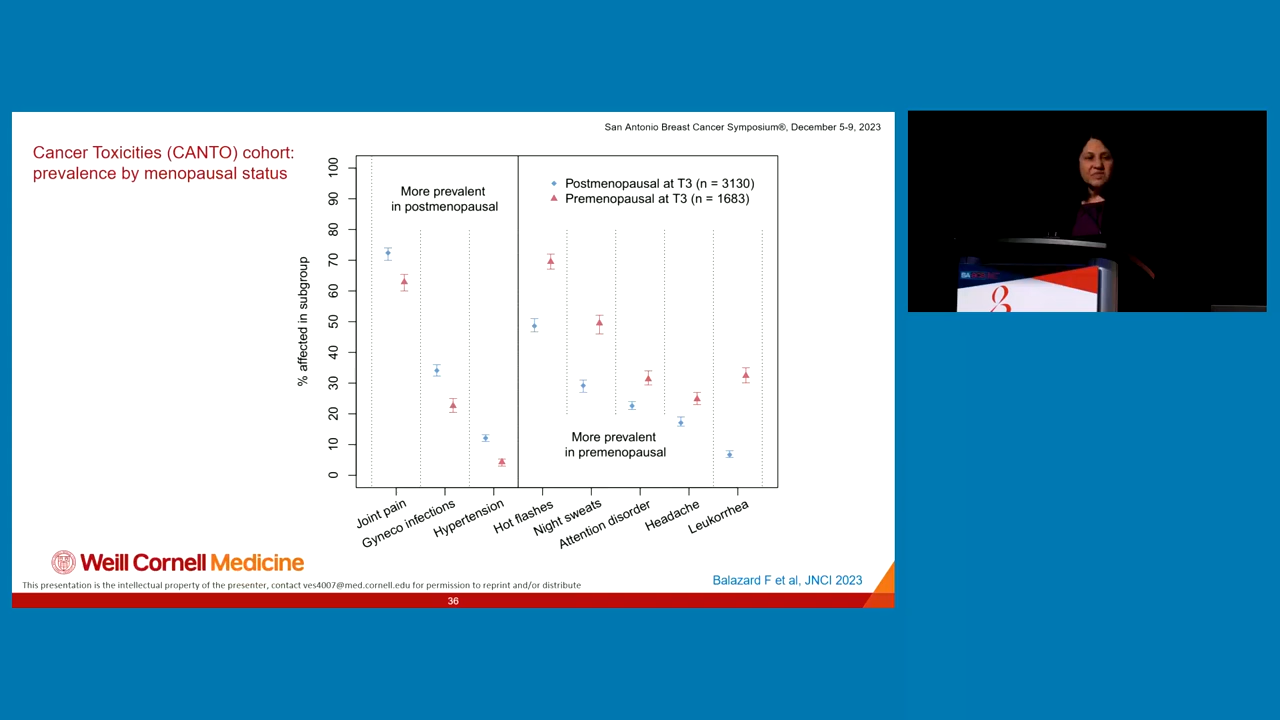 San Antonio Breast Cancer Symposium®, December 5-9, 2023
Cancer Toxicities (CANTO) cohort:
prevalence by menopausal status
% affected in subgroup
100
90
80
70
60
50
40
30
20
10
0
More prevalent
in postmenopausal
Postmenopausal at T3 (n = 3130)
Premenopausal at T3 (n = 1683)
More prevalent
in premenopausal
Joint pain
Gyneco infections
Hypertension
Hot flashes
Night sweats
Attention disorder
Headache
Leukorrhea
Weill Cornell Medicine
This presentation is the intellectual property of the presenter, contact ves4007@med.cornell.edu for permission to reprint and/or distribute
Balazard F et al, JNCI 2023
36